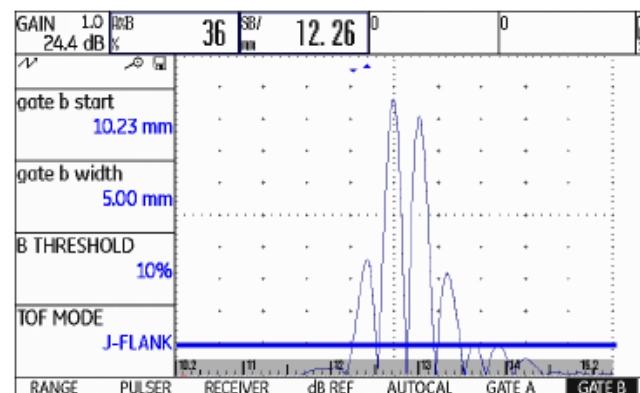 GAIN 1.0
24.4 dB
A%B
%
36
SB/
mm
12.26
0
0
gate b start
10.23 mm
gate b width
5.00 mm
B THRESHOLD
10%
TOF MODE
J-FLANK
10.2 11 12 13 14 15.2
RANGE PULSER RECEIVER dB REF AUTOCAL GATE A GATE B